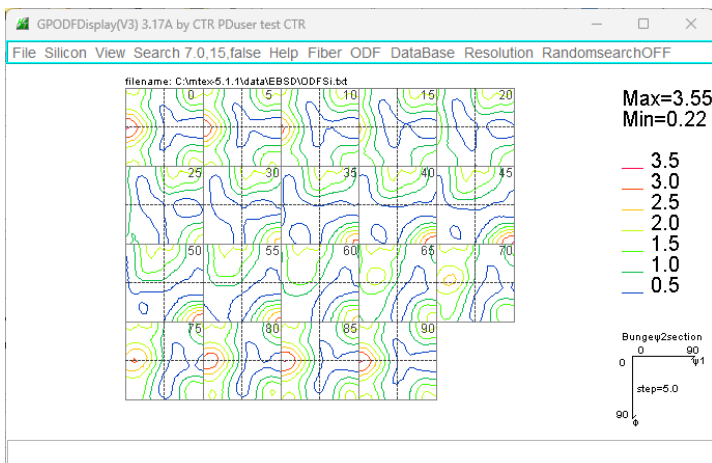 GPODFDisplay(V3) 3.17A by CTR PDuser test CTR
File Silicon View Search 7.0,15,false Help Fiber ODF DataBase Resolution RandomsearchOFF
filename: C:\mtex-5.1.1\data\EBSD\ODFSi.txt
0 5 10 15 20
25 30 35 40 45
50 55 60 65 70
75 80 85 90
Max=3.55
Min=0.22
3.5
3.0
2.5
2.0
1.5
1.0
0.5
Bungeψ2section
0 90
0 ψ1
step=5.0
90
Φ